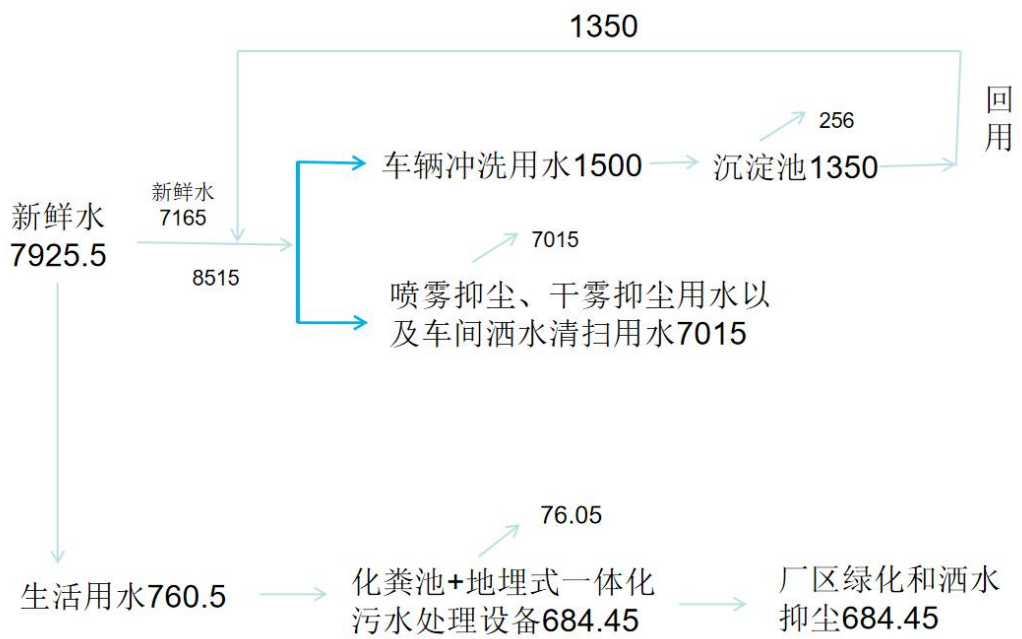 1350
回
用
256
车辆冲洗用水1500
沉淀池1350
新鲜水
7165
新鲜水
7925.5
8515
7015
喷雾抑尘、干雾抑尘用水以
及车间洒水清扫用水7015
76.05
生活用水760.5
化粪池+地埋式一体化
污水处理设备684.45
厂区绿化和洒水
抑尘684.45